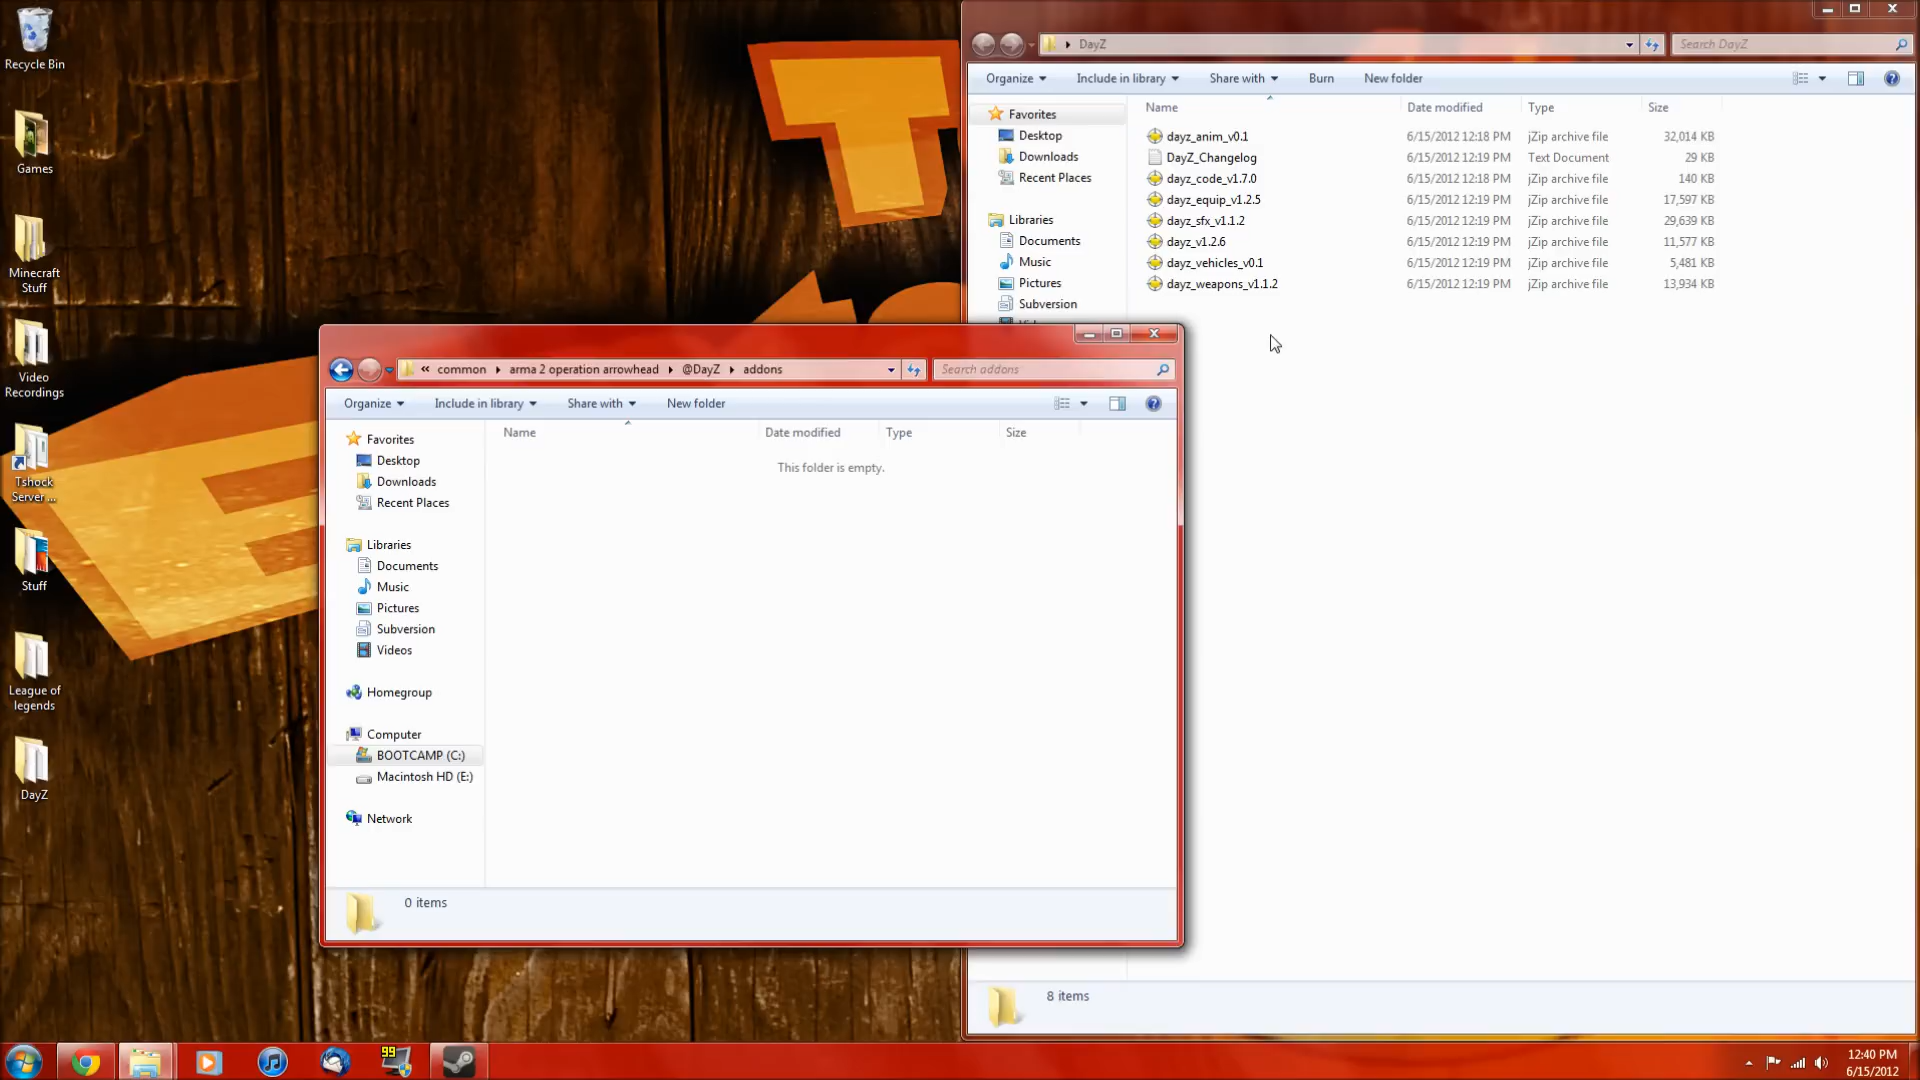 Recycle Bin
Games
Minecraft
Stuff
Video
Recordings
Tshock
Server ...
Stuff
League of
legends
DayZ
DayZ
Search DayZ
Organize
Include in library
Share with
Burn
New folder
Name
Date modified
Type
Size
Favorites
Desktop
Downloads
Recent Places
Libraries
Documents
Music
Pictures
Subversion
dayz_anim_v0.1 6/15/2012 12:18 PM jZip archive file 32,014 KB
DayZ_Changelog 6/15/2012 12:19 PM Text Document 29 KB
dayz_code_v1.7.0 6/15/2012 12:18 PM jZip archive file 140 KB
dayz_equip_v1.2.5 6/15/2012 12:19 PM jZip archive file 17,597 KB
dayz_sfx_v1.1.2 6/15/2012 12:19 PM jZip archive file 29,639 KB
dayz_v1.2.6 6/15/2012 12:19 PM jZip archive file 11,577 KB
dayz_vehicles_v0.1 6/15/2012 12:19 PM jZip archive file 5,481 KB
dayz_weapons_v1.1.2 6/15/2012 12:19 PM jZip archive file 13,934 KB
8 items
« common arma 2 operation arrowhead @DayZ addons
Search addons
Organize
Include in library
Share with
New folder
Name
Date modified
Type
Size
This folder is empty.
Favorites
Desktop
Downloads
Recent Places
Libraries
Documents
Music
Pictures
Subversion
Videos
Homegroup
Computer
BOOTCAMP (C:)
Macintosh HD (E:)
Network
0 items
99
12:40 PM
6/15/2012